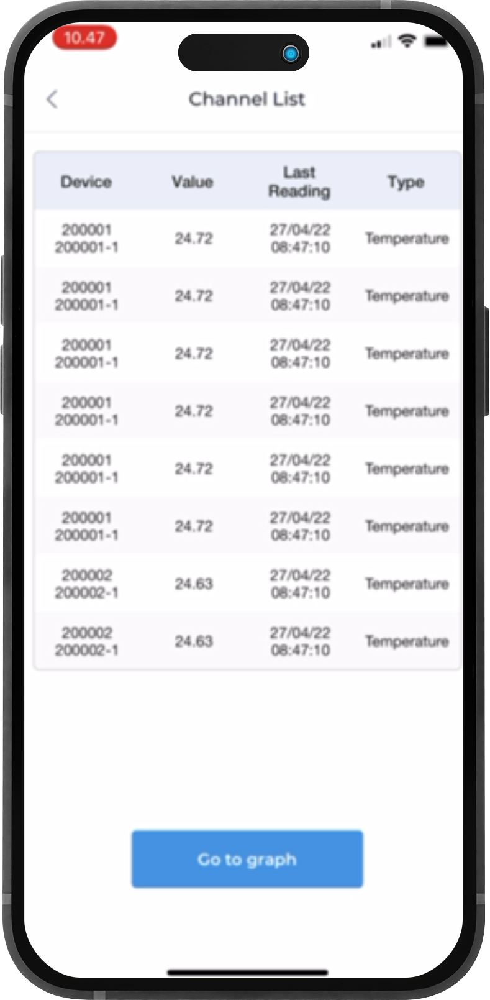 10.47
Channel List
Device Value Last Reading Type
200001 24.72 27/04/22 Temperature
200001-1 08:47:10
200001 24.72 27/04/22 Temperature
200001-1 08:47:10
200001 24.72 27/04/22 Temperature
200001-1 08:47:10
200001 24.72 27/04/22 Temperature
200001-1 08:47:10
200001 24.72 27/04/22 Temperature
200001-1 08:47:10
200001 24.72 27/04/22 Temperature
200001-1 08:47:10
200002 24.63 27/04/22 Temperature
200002-1 08:47:10
200002 24.63 27/04/22 Temperature
200002-1 08:47:10
Go to graph